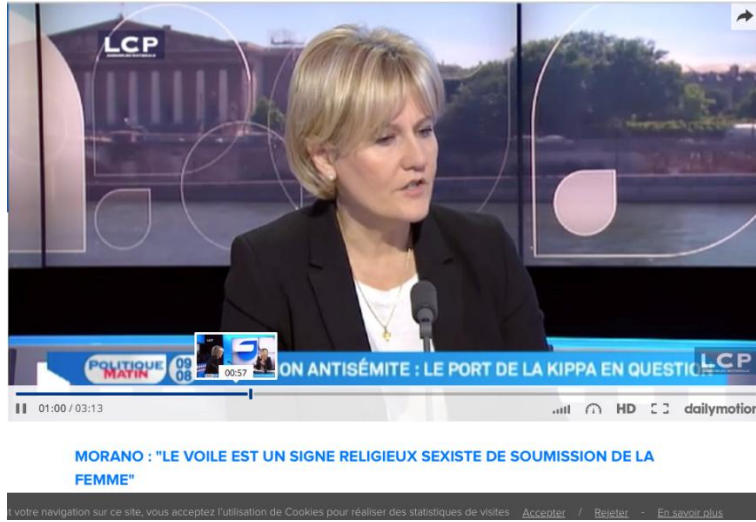 LCP
POLITIQUE
MATIN
09
08
ON ANTISÉMITE : LE PORT DE LA KIPPA EN QUESTION
LCP
00:57
01:00 / 03:13
HD
dailymotion
MORANO : "LE VOILE EST UN SIGNE RELIGIEUX SEXISTE DE SOUMISSION DE LA
FEMME"
t votre navigation sur ce site, vous acceptez l'utilisation de Cookies pour réaliser des statistiques de visites Accepter / Rejeter - En savoir plus